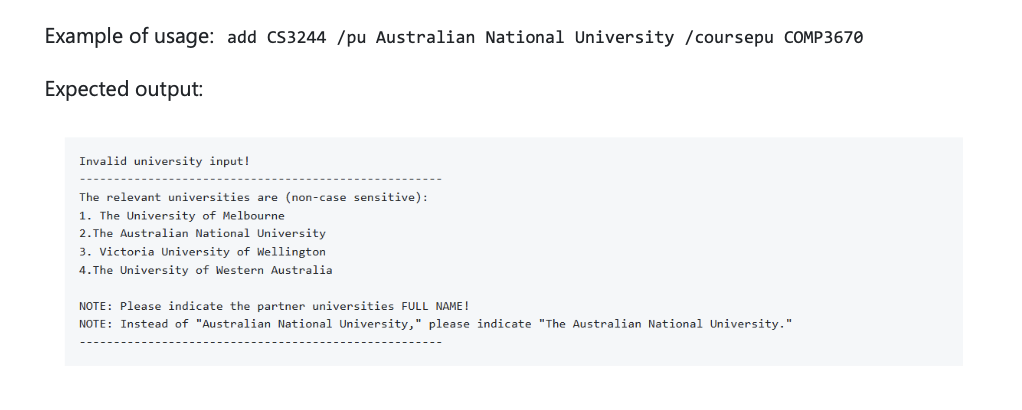 Example of usage: add CS3244 /pu Australian National University /coursepu COMP3670
Expected output:
Invalid university input!
-----------------------------------------------------
The relevant universities are (non-case sensitive):
1. The University of Melbourne
2.The Australian National University
3. Victoria University of Wellington
4.The University of Western Australia
NOTE: Please indicate the partner universities FULL NAME!
NOTE: Instead of "Australian National University," please indicate "The Australian National University."
-----------------------------------------------------